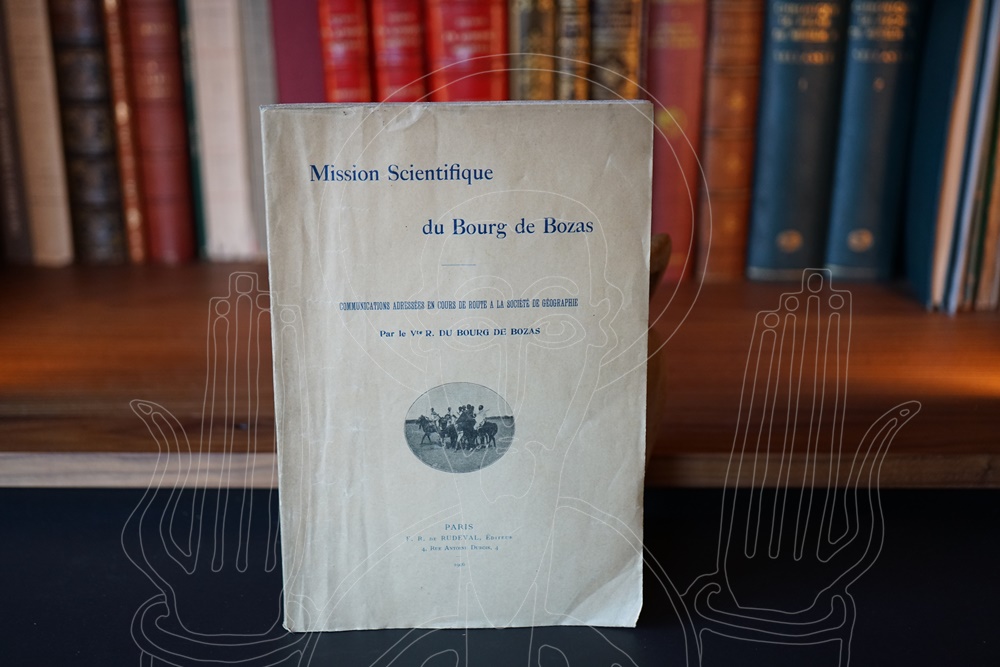 Mission Scientifique
du Bourg de Bozas
COMMUNICATIONS ADRESSÉES EN COURS DE ROUTE A LA SOCIÉTÉ DE GÉOGRAPHIE
Par le Vte R. DU BOURG DE BOZAS
PARIS
F. R. DE RUDEVAL, ÉDITEUR
4, RUE ANTOINE DUBOIS, 4